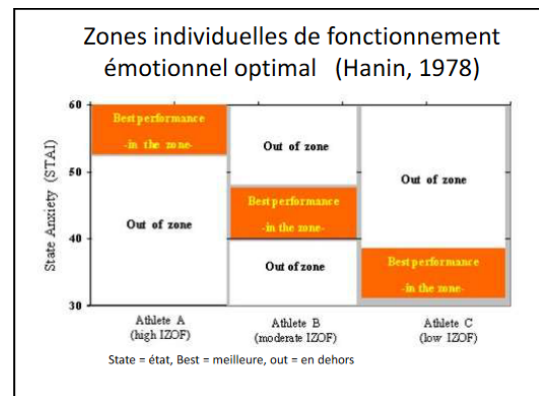 Zones individuelles de fonctionnement
émotionnel optimal (Hanin, 1978)
State Anxiety (STAI)
60
50
40
30
Best performance
-in the zone-
Out of zone
Out of zone
Best performance
-in the zone-
Out of zone
Out of zone
Best performance
-in the zone-
Athlete A
(high IZOF)
Athlete B
(moderate IZOF)
Athlete C
(low IZOF)
State = état, Best = meilleure, out = en dehors